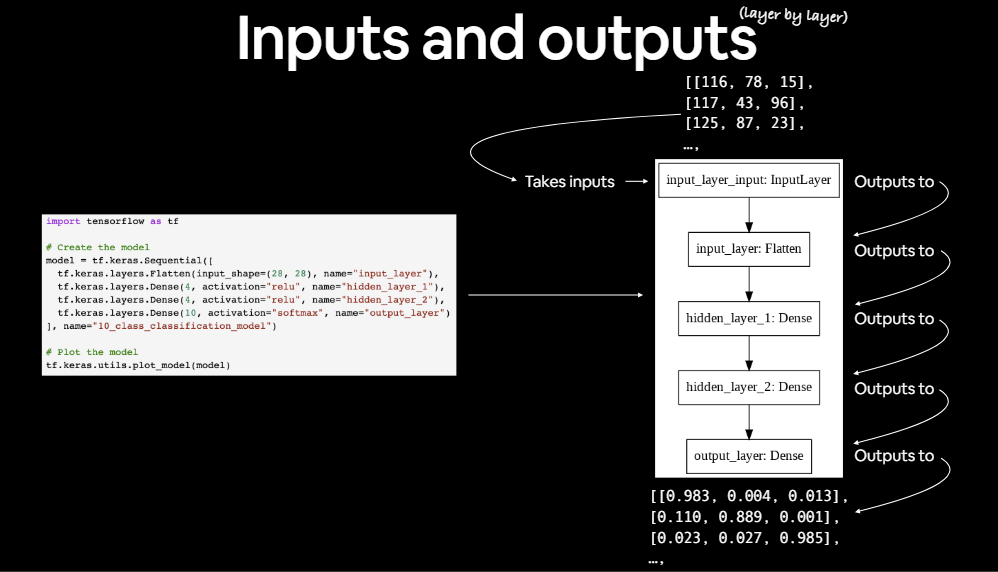 Inputs and outputs
(layer by layer)
[[116, 78, 15],
[117, 43, 96],
[125, 87, 23],
…,
Takes inputs
input_layer_input: InputLayer
Outputs to
input_layer: Flatten
Outputs to
hidden_layer_1: Dense
Outputs to
hidden_layer_2: Dense
Outputs to
output_layer: Dense
Outputs to
[[0.983, 0.004, 0.013],
[0.110, 0.889, 0.001],
[0.023, 0.027, 0.985],
…,
import tensorflow as tf
# Create the model
model = tf.keras.Sequential([
  tf.keras.layers.Flatten(input_shape=(28, 28), name="input_layer"),
  tf.keras.layers.Dense(4, activation="relu", name="hidden_layer_1"),
  tf.keras.layers.Dense(4, activation="relu", name="hidden_layer_2"),
  tf.keras.layers.Dense(10, activation="softmax", name="output_layer")
], name="10_class_classification_model")
# Plot the model
tf.keras.utils.plot_model(model)